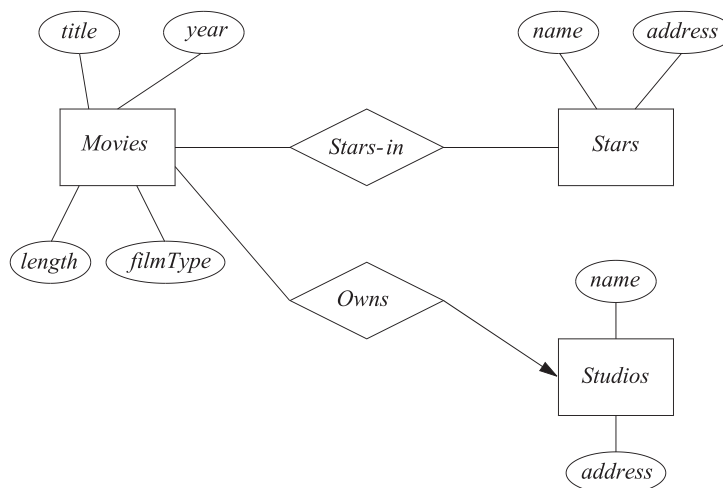 title
year
name
address
Movies
Stars-in
Stars
length
filmType
Owns
name
Studios
address